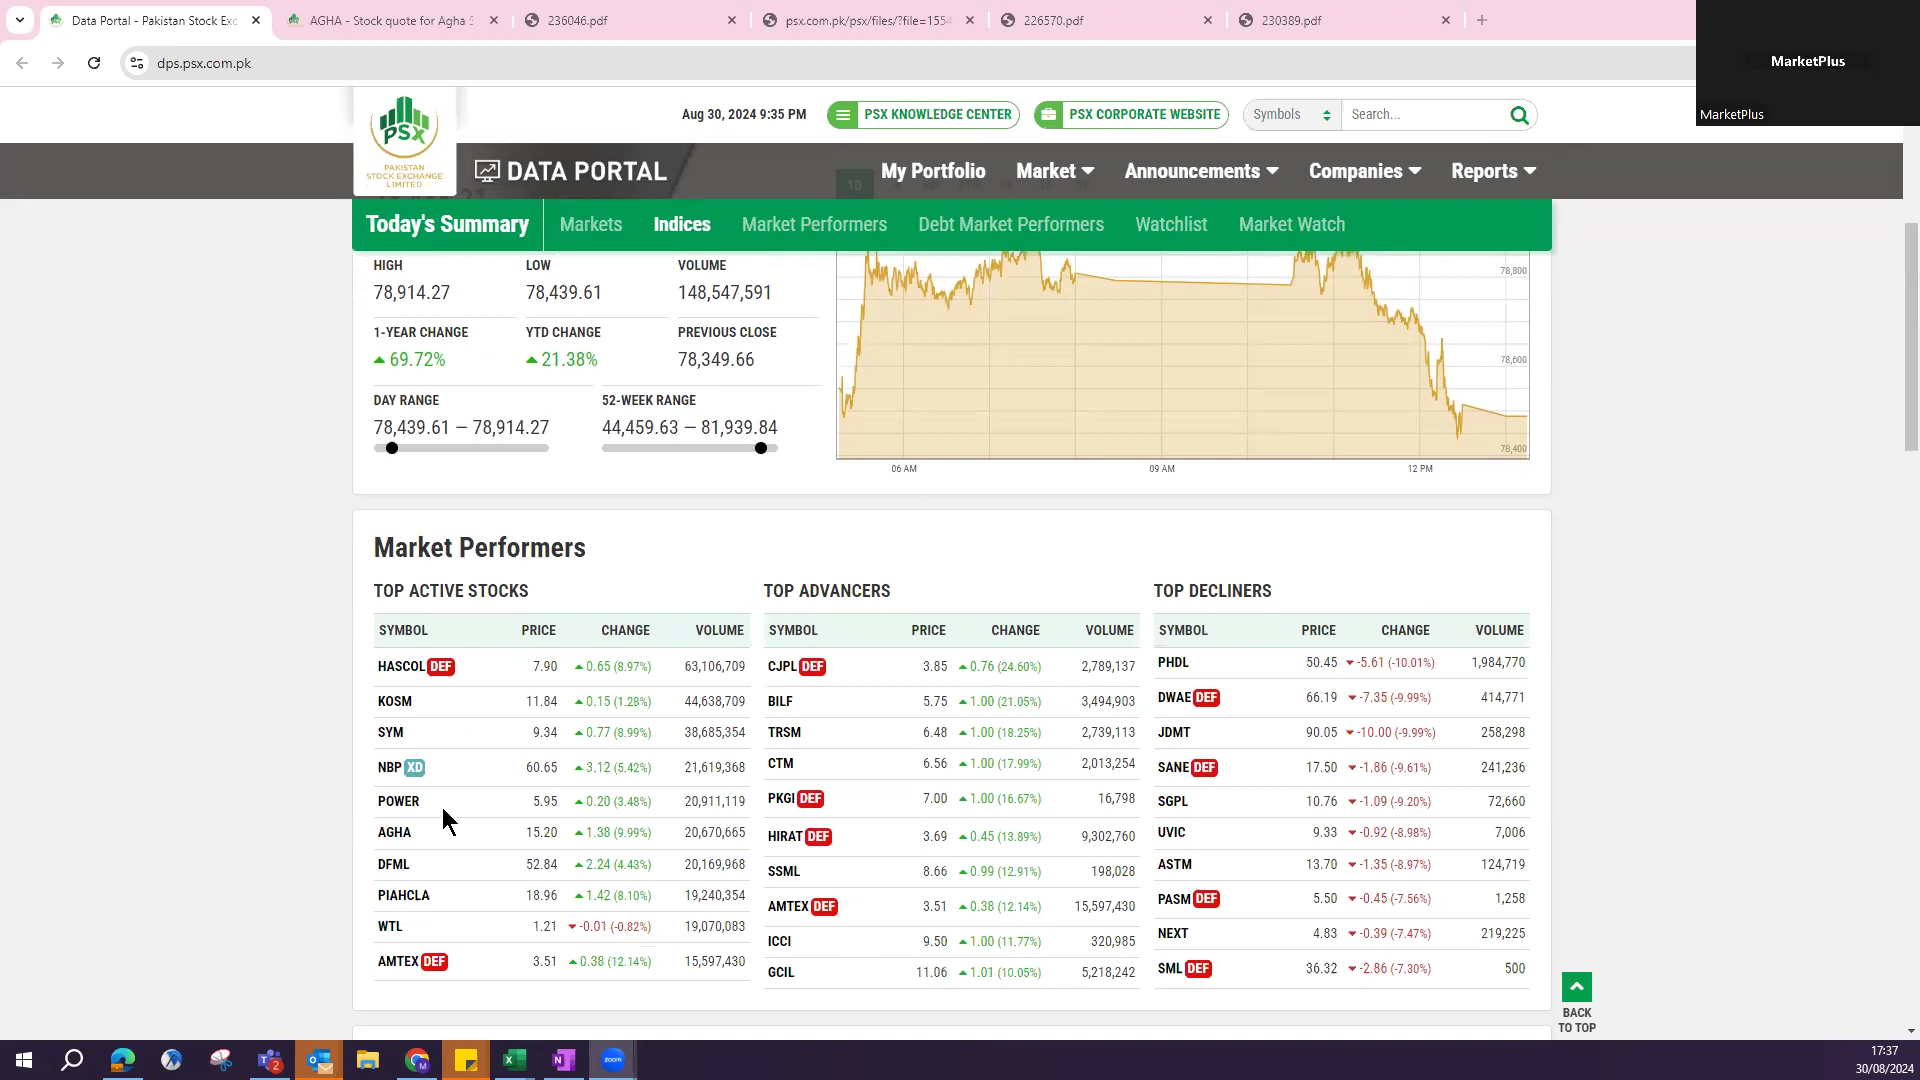 Data Portal - Pakistan Stock Exc
AGHA - Stock quote for Agha S
236046.pdf
psx.com.pk/psx/files/?file=1554
226570.pdf
230389.pdf
dps.psx.com.pk
MarketPlus
MarketPlus
PSX
PAKISTAN
STOCK EXCHANGE
LIMITED
Aug 30, 2024 9:35 PM
PSX KNOWLEDGE CENTER
PSX CORPORATE WEBSITE
Symbols
Search...
DATA PORTAL
My Portfolio
Market
Announcements
Companies
Reports
1D
Today's Summary
Markets
Indices
Market Performers
Debt Market Performers
Watchlist
Market Watch
HIGH LOW VOLUME
78,914.27 78,439.61 148,547,591
1-YEAR CHANGE YTD CHANGE PREVIOUS CLOSE
69.72% 21.38% 78,349.66
DAY RANGE 52-WEEK RANGE
78,439.61 — 78,914.27 44,459.63 — 81,939.84
78,800
78,600
78,400
06 AM 09 AM 12 PM
Market Performers
TOP ACTIVE STOCKS
SYMBOL PRICE CHANGE VOLUME
HASCOL DEF 7.90 0.65 (8.97%) 63,106,709
KOSM 11.84 0.15 (1.28%) 44,638,709
SYM 9.34 0.77 (8.99%) 38,685,354
NBP XD 60.65 3.12 (5.42%) 21,619,368
POWER 5.95 0.20 (3.48%) 20,911,119
AGHA 15.20 1.38 (9.99%) 20,670,665
DFML 52.84 2.24 (4.43%) 20,169,968
PIAHCLA 18.96 1.42 (8.10%) 19,240,354
WTL 1.21 -0.01 (-0.82%) 19,070,083
AMTEX DEF 3.51 0.38 (12.14%) 15,597,430
TOP ADVANCERS
SYMBOL PRICE CHANGE VOLUME
CJPL DEF 3.85 0.76 (24.60%) 2,789,137
BILF 5.75 1.00 (21.05%) 3,494,903
TRSM 6.48 1.00 (18.25%) 2,739,113
CTM 6.56 1.00 (17.99%) 2,013,254
PKGI DEF 7.00 1.00 (16.67%) 16,798
HIRAT DEF 3.69 0.45 (13.89%) 9,302,760
SSML 8.66 0.99 (12.91%) 198,028
AMTEX DEF 3.51 0.38 (12.14%) 15,597,430
ICCI 9.50 1.00 (11.77%) 320,985
GCIL 11.06 1.01 (10.05%) 5,218,242
TOP DECLINERS
SYMBOL PRICE CHANGE VOLUME
PHDL 50.45 -5.61 (-10.01%) 1,984,770
DWAE DEF 66.19 -7.35 (-9.99%) 414,771
JDMT 90.05 -10.00 (-9.99%) 258,298
SANE DEF 17.50 -1.86 (-9.61%) 241,236
SGPL 10.76 -1.09 (-9.20%) 72,660
UVIC 9.33 -0.92 (-8.98%) 7,006
ASTM 13.70 -1.35 (-8.97%) 124,719
PASM DEF 5.50 -0.45 (-7.56%) 1,258
NEXT 4.83 -0.39 (-7.47%) 219,225
SML DEF 36.32 -2.86 (-7.30%) 500
BACK
TO TOP
zoom
17:37
30/08/2024